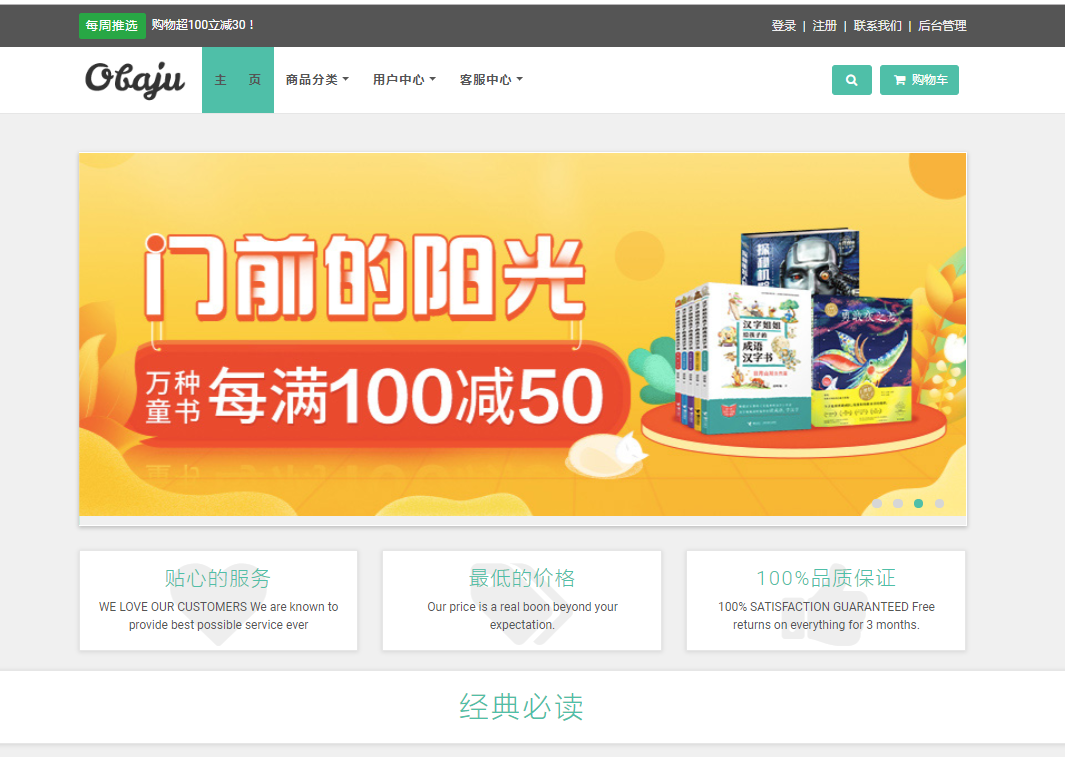 每周推选 购物超100立减30！
登录 | 注册 | 联系我们 | 后台管理
Obaju
主 页 商品分类 用户中心 客服中心
购物车
门前的阳光
万种
童书
每满100减50
汉字姐姐
给孩子的
成语
汉字书
贴心的服务
WE LOVE OUR CUSTOMERS We are known to
provide best possible service ever
最低的价格
Our price is a real boon beyond your
expectation.
100%品质保证
100% SATISFACTION GUARANTEED Free
returns on everything for 3 months.
经典必读